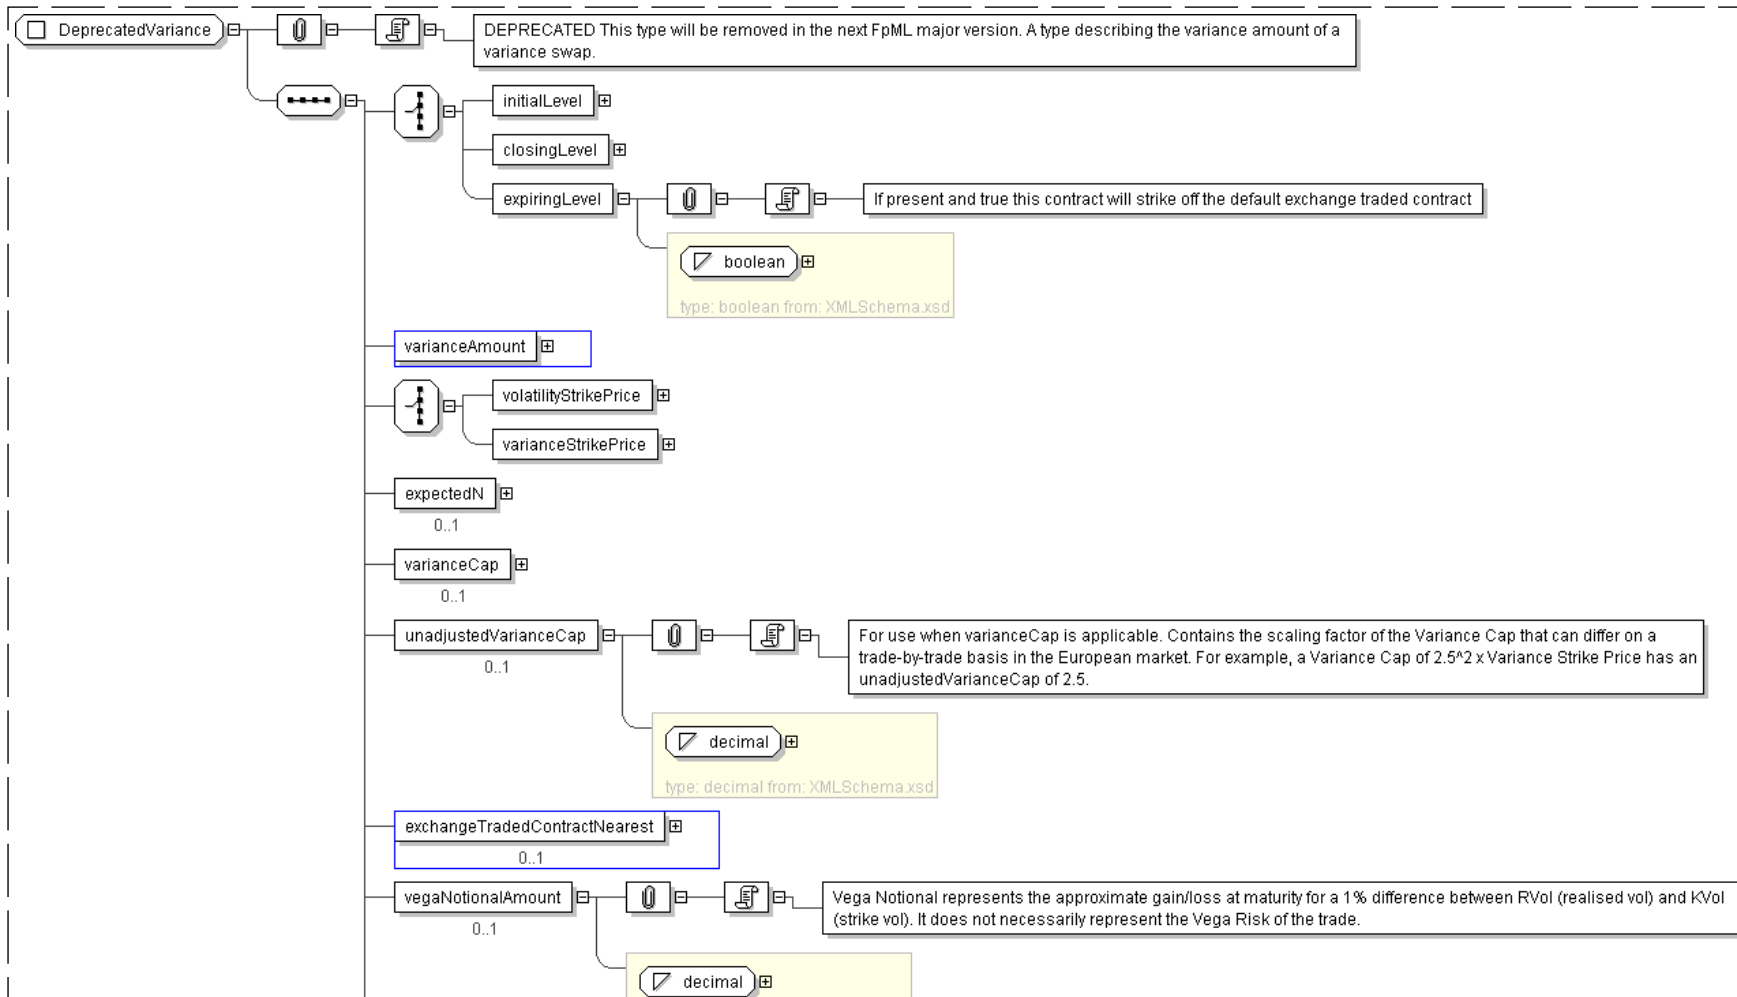 DeprecatedVariance
DEPRECATED This type will be removed in the next FpML major version. A type describing the variance amount of a
variance swap.
initialLevel
closingLevel
expiringLevel
If present and true this contract will strike off the default exchange traded contract
boolean
type: boolean from: XMLSchema.xsd
varianceAmount
volatilityStrikePrice
varianceStrikePrice
expectedN
0..1
varianceCap
0..1
unadjustedVarianceCap
0..1
For use when varianceCap is applicable. Contains the scaling factor of the Variance Cap that can differ on a
trade-by-trade basis in the European market. For example, a Variance Cap of 2.5^2 x Variance Strike Price has an
unadjustedVarianceCap of 2.5.
decimal
type: decimal from: XMLSchema.xsd
exchangeTradedContractNearest
0..1
vegaNotionalAmount
0..1
Vega Notional represents the approximate gain/loss at maturity for a 1% difference between RVol (realised vol) and KVol
(strike vol). It does not necessarily represent the Vega Risk of the trade.
decimal